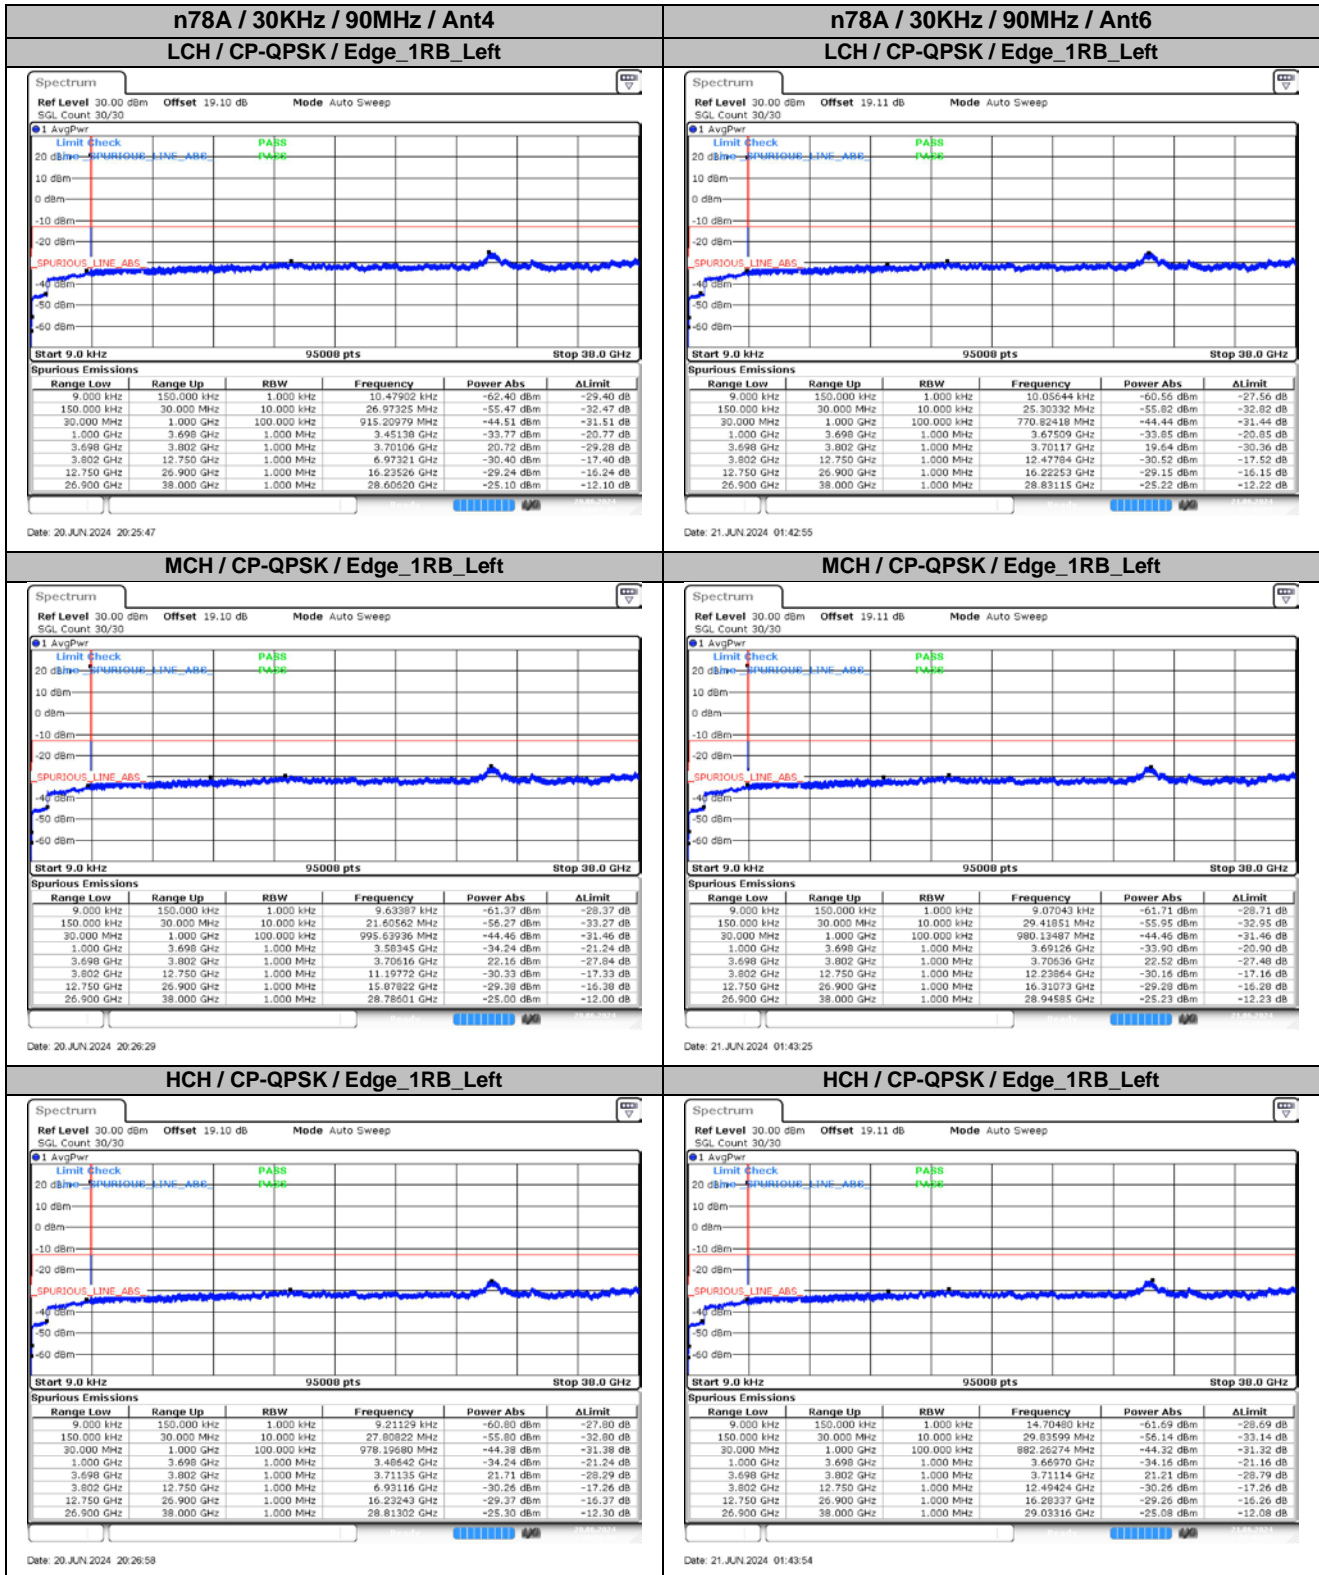 n78A / 30KHz / 90MHz / Ant4
n78A / 30KHz / 90MHz / Ant6
LCH / CP-QPSK / Edge_1RB_Left
LCH / CP-QPSK / Edge_1RB_Left
Spectrum
Ref Level 30.00 dBm Offset 19.10 dB Mode Auto Sweep
SGL Count 30/30
1 AvgPwr
Limit Check PASS
20 dBm Line _SPURIOUS_LINE_ABS_ PASS
10 dBm
0 dBm
-10 dBm
-20 dBm
_SPURIOUS_LINE_ABS_
-40 dBm
-50 dBm
-60 dBm
Start 9.0 kHz 95008 pts Stop 38.0 GHz
Spurious Emissions
Range Low Range Up RBW Frequency Power Abs ΔLimit
9.000 kHz 150.000 kHz 1.000 kHz 10.47902 kHz -62.40 dBm -29.40 dB
150.000 kHz 30.000 MHz 10.000 kHz 26.97325 MHz -55.47 dBm -32.47 dB
30.000 MHz 1.000 GHz 100.000 kHz 915.20979 MHz -44.51 dBm -31.51 dB
1.000 GHz 3.698 GHz 1.000 MHz 3.45138 GHz -33.77 dBm -20.77 dB
3.698 GHz 3.802 GHz 1.000 MHz 3.70106 GHz 20.72 dBm -29.28 dB
3.802 GHz 12.750 GHz 1.000 MHz 6.97321 GHz -30.40 dBm -17.40 dB
12.750 GHz 26.900 GHz 1.000 MHz 16.23526 GHz -29.24 dBm -16.24 dB
26.900 GHz 38.000 GHz 1.000 MHz 28.60620 GHz -25.10 dBm -12.10 dB
Date: 20.JUN.2024 20:25:47
Spectrum
Ref Level 30.00 dBm Offset 19.11 dB Mode Auto Sweep
SGL Count 30/30
1 AvgPwr
Limit Check PASS
20 dBm Line _SPURIOUS_LINE_ABS_ PASS
10 dBm
0 dBm
-10 dBm
-20 dBm
_SPURIOUS_LINE_ABS_
-40 dBm
-50 dBm
-60 dBm
Start 9.0 kHz 95008 pts Stop 38.0 GHz
Spurious Emissions
Range Low Range Up RBW Frequency Power Abs ΔLimit
9.000 kHz 150.000 kHz 1.000 kHz 10.05644 kHz -60.56 dBm -27.56 dB
150.000 kHz 30.000 MHz 10.000 kHz 25.30332 MHz -55.82 dBm -32.82 dB
30.000 MHz 1.000 GHz 100.000 kHz 770.82418 MHz -44.44 dBm -31.44 dB
1.000 GHz 3.698 GHz 1.000 MHz 3.67509 GHz -33.85 dBm -20.85 dB
3.698 GHz 3.802 GHz 1.000 MHz 3.70117 GHz 19.64 dBm -30.36 dB
3.802 GHz 12.750 GHz 1.000 MHz 12.47784 GHz -30.52 dBm -17.52 dB
12.750 GHz 26.900 GHz 1.000 MHz 16.22253 GHz -29.15 dBm -16.15 dB
26.900 GHz 38.000 GHz 1.000 MHz 28.83115 GHz -25.22 dBm -12.22 dB
Date: 21.JUN.2024 01:42:55
MCH / CP-QPSK / Edge_1RB_Left
MCH / CP-QPSK / Edge_1RB_Left
Spectrum
Ref Level 30.00 dBm Offset 19.10 dB Mode Auto Sweep
SGL Count 30/30
1 AvgPwr
Limit Check PASS
20 dBm Line _SPURIOUS_LINE_ABS_ PASS
10 dBm
0 dBm
-10 dBm
-20 dBm
_SPURIOUS_LINE_ABS_
-40 dBm
-50 dBm
-60 dBm
Start 9.0 kHz 95008 pts Stop 38.0 GHz
Spurious Emissions
Range Low Range Up RBW Frequency Power Abs ΔLimit
9.000 kHz 150.000 kHz 1.000 kHz 9.63387 kHz -61.37 dBm -28.37 dB
150.000 kHz 30.000 MHz 10.000 kHz 21.60562 MHz -56.27 dBm -33.27 dB
30.000 MHz 1.000 GHz 100.000 kHz 995.63936 MHz -44.46 dBm -31.46 dB
1.000 GHz 3.698 GHz 1.000 MHz 3.58345 GHz -34.24 dBm -21.24 dB
3.698 GHz 3.802 GHz 1.000 MHz 3.70616 GHz 22.16 dBm -27.84 dB
3.802 GHz 12.750 GHz 1.000 MHz 11.19772 GHz -30.33 dBm -17.33 dB
12.750 GHz 26.900 GHz 1.000 MHz 15.87822 GHz -29.38 dBm -16.38 dB
26.900 GHz 38.000 GHz 1.000 MHz 28.78601 GHz -25.00 dBm -12.00 dB
Date: 20.JUN.2024 20:26:29
Spectrum
Ref Level 30.00 dBm Offset 19.11 dB Mode Auto Sweep
SGL Count 30/30
1 AvgPwr
Limit Check PASS
20 dBm Line _SPURIOUS_LINE_ABS_ PASS
10 dBm
0 dBm
-10 dBm
-20 dBm
_SPURIOUS_LINE_ABS_
-40 dBm
-50 dBm
-60 dBm
Start 9.0 kHz 95008 pts Stop 38.0 GHz
Spurious Emissions
Range Low Range Up RBW Frequency Power Abs ΔLimit
9.000 kHz 150.000 kHz 1.000 kHz 9.07043 kHz -61.71 dBm -28.71 dB
150.000 kHz 30.000 MHz 10.000 kHz 29.41851 MHz -55.95 dBm -32.95 dB
30.000 MHz 1.000 GHz 100.000 kHz 980.13487 MHz -44.46 dBm -31.46 dB
1.000 GHz 3.698 GHz 1.000 MHz 3.69126 GHz -33.90 dBm -20.90 dB
3.698 GHz 3.802 GHz 1.000 MHz 3.70636 GHz 22.52 dBm -27.48 dB
3.802 GHz 12.750 GHz 1.000 MHz 12.23864 GHz -30.16 dBm -17.16 dB
12.750 GHz 26.900 GHz 1.000 MHz 16.31073 GHz -29.28 dBm -16.28 dB
26.900 GHz 38.000 GHz 1.000 MHz 28.94585 GHz -25.23 dBm -12.23 dB
Date: 21.JUN.2024 01:43:25
HCH / CP-QPSK / Edge_1RB_Left
HCH / CP-QPSK / Edge_1RB_Left
Spectrum
Ref Level 30.00 dBm Offset 19.10 dB Mode Auto Sweep
SGL Count 30/30
1 AvgPwr
Limit Check PASS
20 dBm Line _SPURIOUS_LINE_ABS_ PASS
10 dBm
0 dBm
-10 dBm
-20 dBm
_SPURIOUS_LINE_ABS_
-40 dBm
-50 dBm
-60 dBm
Start 9.0 kHz 95008 pts Stop 38.0 GHz
Spurious Emissions
Range Low Range Up RBW Frequency Power Abs ΔLimit
9.000 kHz 150.000 kHz 1.000 kHz 9.21129 kHz -60.80 dBm -27.80 dB
150.000 kHz 30.000 MHz 10.000 kHz 27.80822 MHz -55.80 dBm -32.80 dB
30.000 MHz 1.000 GHz 100.000 kHz 978.19680 MHz -44.38 dBm -31.38 dB
1.000 GHz 3.698 GHz 1.000 MHz 3.48642 GHz -34.24 dBm -21.24 dB
3.698 GHz 3.802 GHz 1.000 MHz 3.71135 GHz 21.71 dBm -28.29 dB
3.802 GHz 12.750 GHz 1.000 MHz 6.93116 GHz -30.26 dBm -17.26 dB
12.750 GHz 26.900 GHz 1.000 MHz 16.23243 GHz -29.37 dBm -16.37 dB
26.900 GHz 38.000 GHz 1.000 MHz 28.81302 GHz -25.30 dBm -12.30 dB
Date: 20.JUN.2024 20:26:58
Spectrum
Ref Level 30.00 dBm Offset 19.11 dB Mode Auto Sweep
SGL Count 30/30
1 AvgPwr
Limit Check PASS
20 dBm Line _SPURIOUS_LINE_ABS_ PASS
10 dBm
0 dBm
-10 dBm
-20 dBm
_SPURIOUS_LINE_ABS_
-40 dBm
-50 dBm
-60 dBm
Start 9.0 kHz 95008 pts Stop 38.0 GHz
Spurious Emissions
Range Low Range Up RBW Frequency Power Abs ΔLimit
9.000 kHz 150.000 kHz 1.000 kHz 14.70480 kHz -61.69 dBm -28.69 dB
150.000 kHz 30.000 MHz 10.000 kHz 29.83599 MHz -56.14 dBm -33.14 dB
30.000 MHz 1.000 GHz 100.000 kHz 882.26274 MHz -44.32 dBm -31.32 dB
1.000 GHz 3.698 GHz 1.000 MHz 3.66970 GHz -34.16 dBm -21.16 dB
3.698 GHz 3.802 GHz 1.000 MHz 3.71114 GHz 21.21 dBm -28.79 dB
3.802 GHz 12.750 GHz 1.000 MHz 12.49424 GHz -30.26 dBm -17.26 dB
12.750 GHz 26.900 GHz 1.000 MHz 16.28337 GHz -29.26 dBm -16.26 dB
26.900 GHz 38.000 GHz 1.000 MHz 29.03316 GHz -25.08 dBm -12.08 dB
Date: 21.JUN.2024 01:43:54